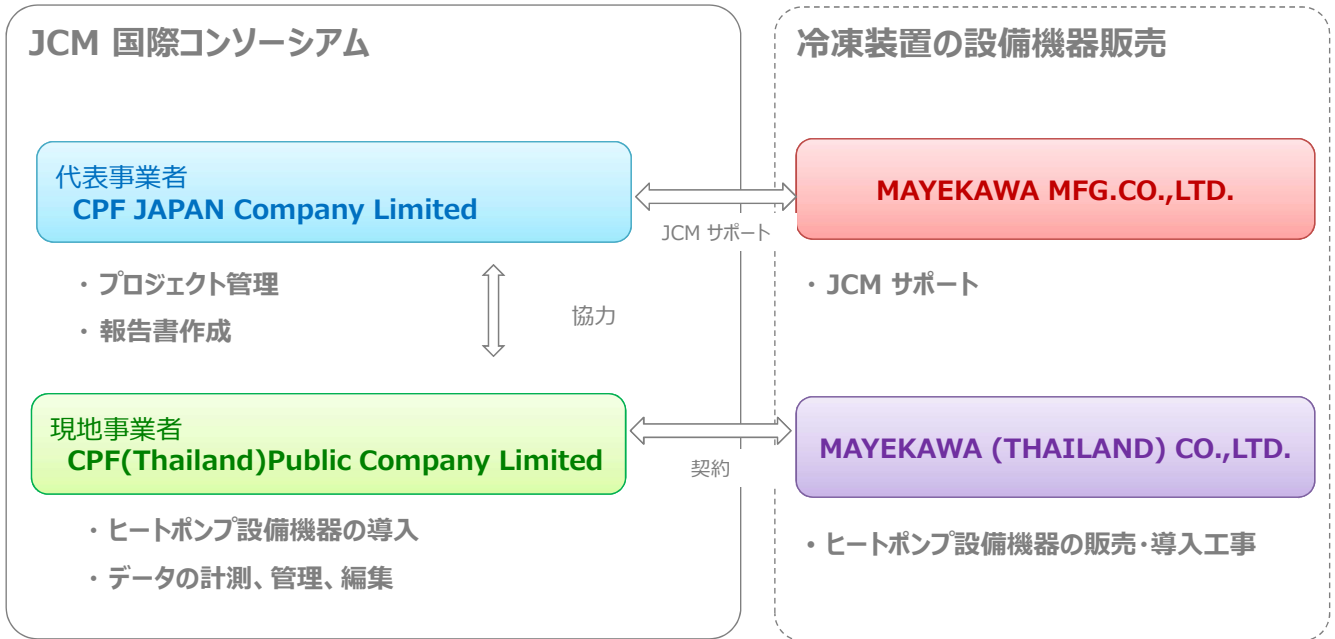 JCM 国際コンソーシアム
代表事業者
CPF JAPAN Company Limited
・ プロジェクト管理
・ 報告書作成
協力
現地事業者
CPF(Thailand)Public Company Limited
・ ヒートポンプ設備機器の導入
・ データの計測、管理、編集
JCM サポート
契約
冷凍装置の設備機器販売
MAYEKAWA MFG.CO.,LTD.
・ JCM サポート
MAYEKAWA (THAILAND) CO.,LTD.
・ ヒートポンプ設備機器の販売・導入工事